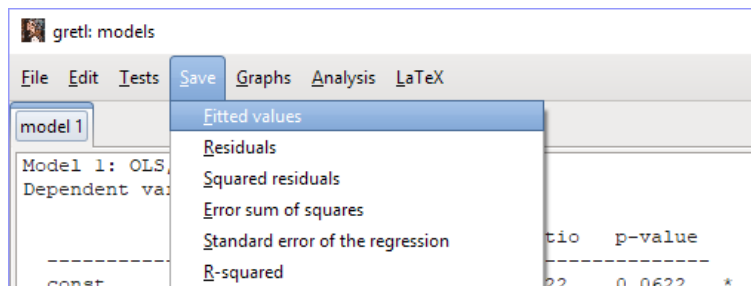 gretl: models
File Edit Tests Save Graphs Analysis LaTeX
Fitted values
model 1
Residuals
Model 1: OLS,
Squared residuals
Dependent va
Error sum of squares
Standard error of the regression
tio p-value
R-squared
const 22 0.0622 *